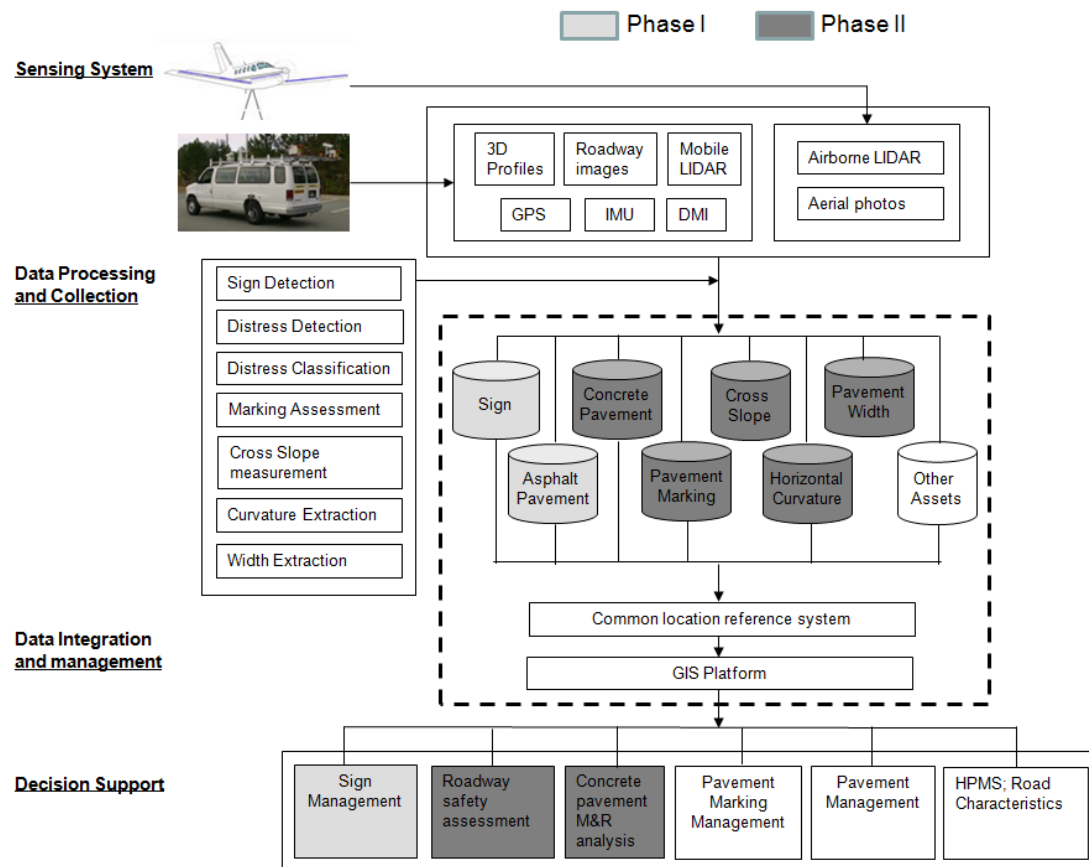 Phase I
Phase II
Sensing System
3D
Profiles
Roadway
images
Mobile
LIDAR
GPS
IMU
DMI
Airborne LIDAR
Aerial photos
Data Processing
and Collection
Sign Detection
Distress Detection
Distress Classification
Marking Assessment
Cross Slope
measurement
Curvature Extraction
Width Extraction
Sign
Concrete
Pavement
Cross
Slope
Pavement
Width
Asphalt
Pavement
Pavement
Marking
Horizontal
Curvature
Other
Assets
Data Integration
and management
Common location reference system
GIS Platform
Decision Support
Sign
Management
Roadway
safety
assessment
Concrete
pavement
M&R
analysis
Pavement
Marking
Management
Pavement
Management
HPMS; Road
Characteristics